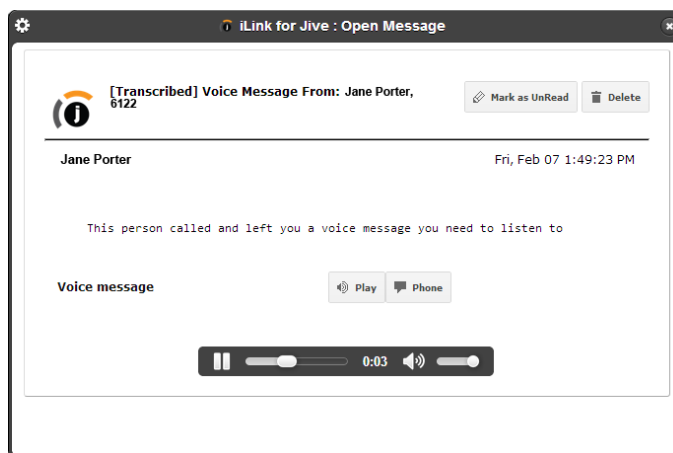 iLink for Jive : Open Message
[Transcribed] Voice Message From: Jane Porter,
6122
Mark as UnRead
Delete
Jane Porter
Fri, Feb 07 1:49:23 PM
This person called and left you a voice message you need to listen to
Voice message
Play
Phone
0:03